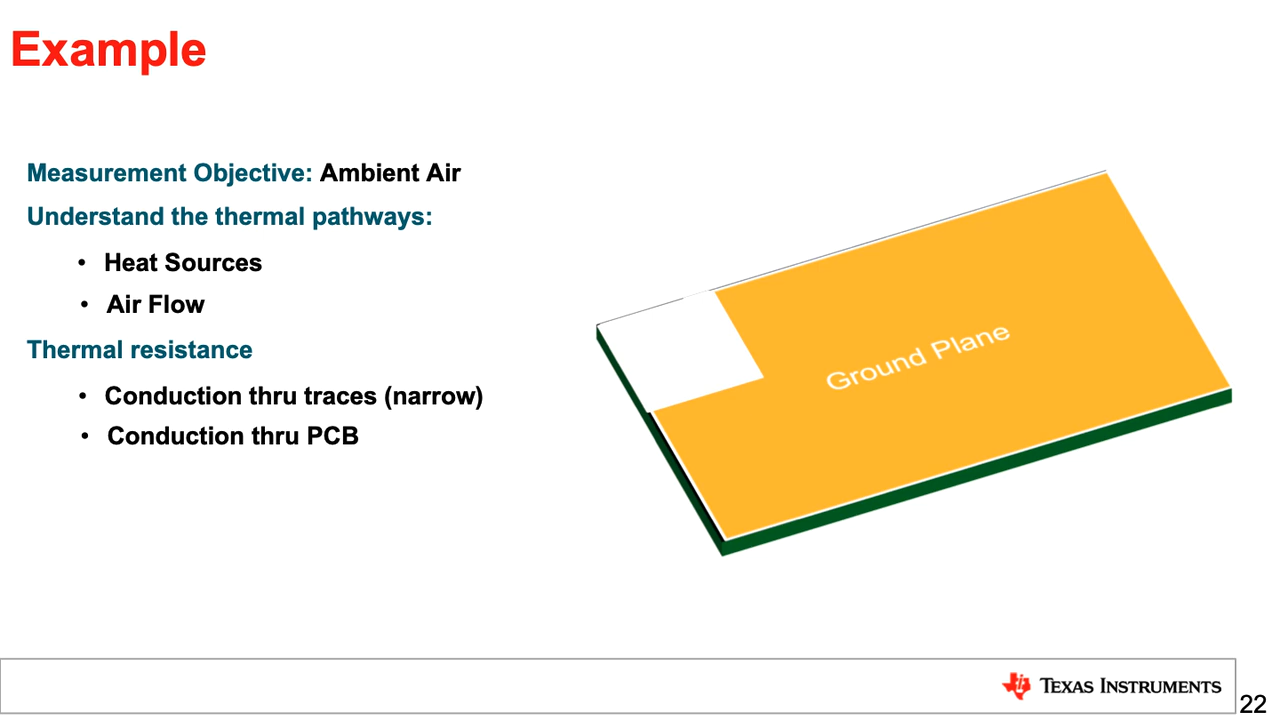 Example
Measurement Objective: Ambient Air
Understand the thermal pathways:
• Heat Sources
• Air Flow
Thermal resistance
• Conduction thru traces (narrow)
• Conduction thru PCB
Ground Plane
TEXAS INSTRUMENTS
22